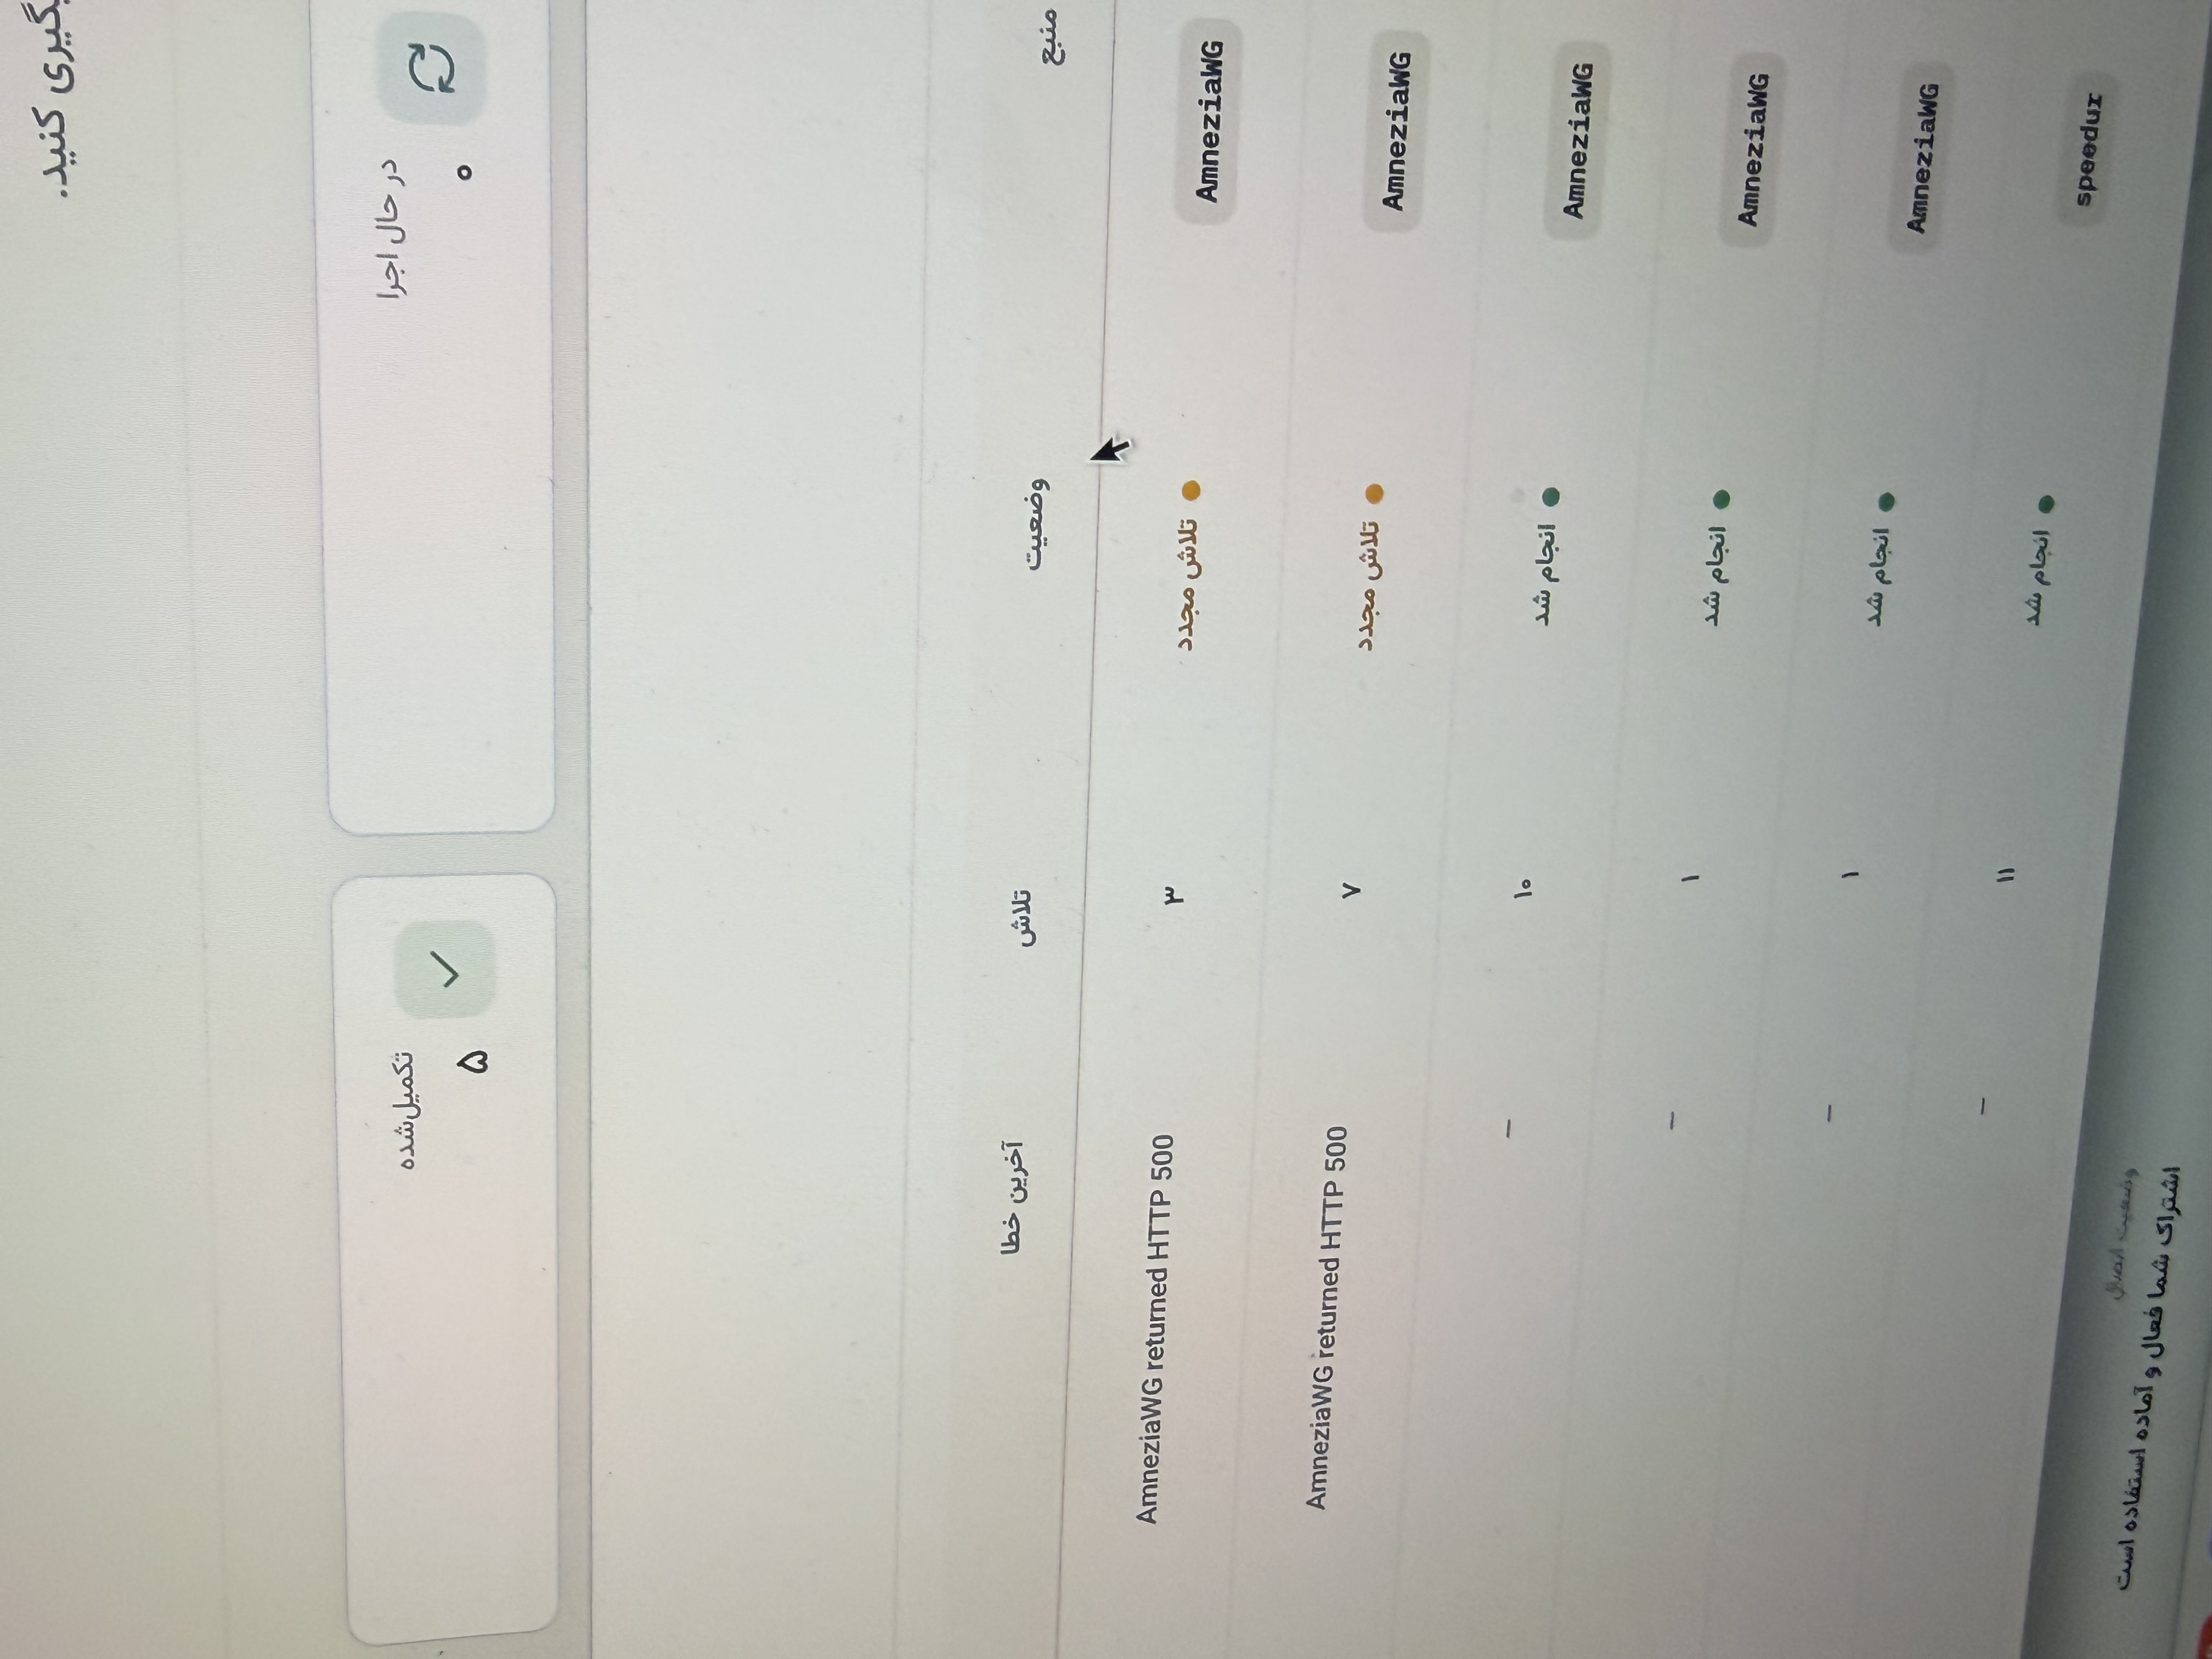 کنید.
در حال اجرا
۰
تکمیل‌شده
۵
منبع وضعیت تلاش آخرین خطا
AmneziaWG تلاش مجدد ۳ AmneziaWG returned HTTP 500
AmneziaWG تلاش مجدد ۷ AmneziaWG returned HTTP 500
AmneziaWG انجام شد ۱۰ —
AmneziaWG انجام شد ۱ —
AmneziaWG انجام شد ۱ —
speedur انجام شد ۱۱ —
وضعیت اتصال
اشتراک شما فعال و آماده استفاده است